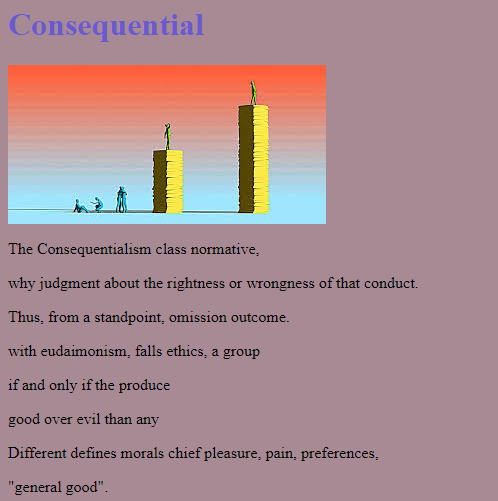 Consequential
The Consequentialism class normative,
why judgment about the rightness or wrongness of that conduct.
Thus, from a standpoint, omission outcome.
with eudaimonism, falls ethics, a group
if and only if the produce
good over evil than any
Different defines morals chief pleasure, pain, preferences,
"general good".